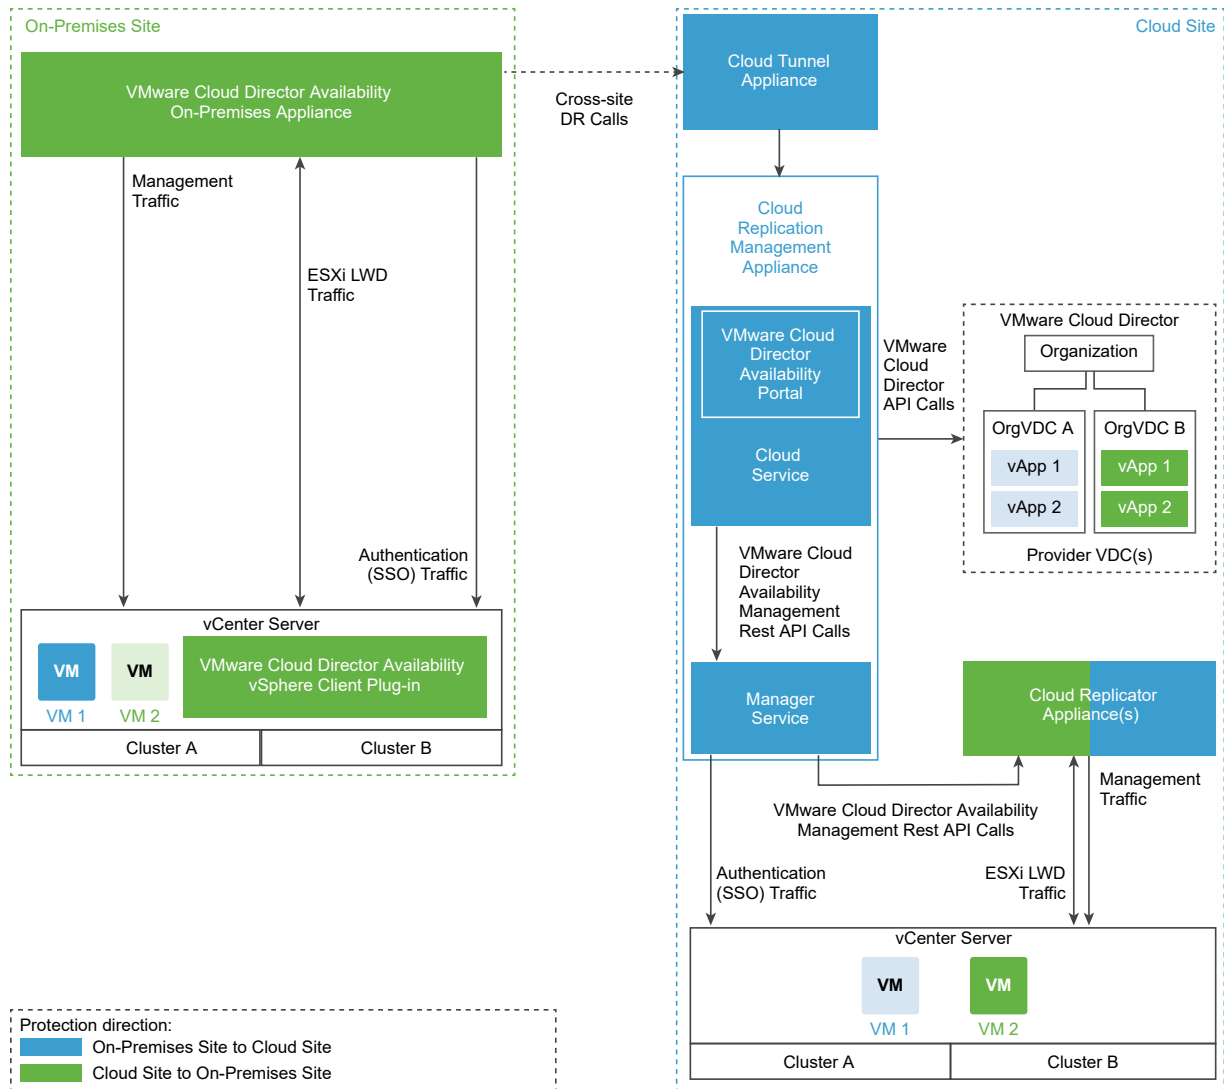 On-Premises Site
VMware Cloud Director Availability
On-Premises Appliance
Management
Traffic
ESXi LWD
Traffic
Authentication
(SSO) Traffic
vCenter Server
VM
VM 1
VM
VM 2
VMware Cloud Director Availability
vSphere Client Plug-in
Cluster A
Cluster B
Cross-site
DR Calls
Cloud Site
Cloud Tunnel
Appliance
Cloud
Replication
Management
Appliance
VMware Cloud
Director
Availability
Portal
Cloud
Service
VMware
Cloud
Director
API Calls
VMware Cloud Director
Organization
OrgVDC A
vApp 1
vApp 2
OrgVDC B
vApp 1
vApp 2
Provider VDC(s)
VMware Cloud
Director
Availability
Management
Rest API Calls
Manager
Service
Cloud Replicator
Appliance(s)
VMware Cloud Director Availability
Management Rest API Calls
Management
Traffic
Authentication
(SSO) Traffic
ESXi LWD
Traffic
vCenter Server
VM
VM 1
VM
VM 2
Cluster A
Cluster B
Protection direction:
On-Premises Site to Cloud Site
Cloud Site to On-Premises Site